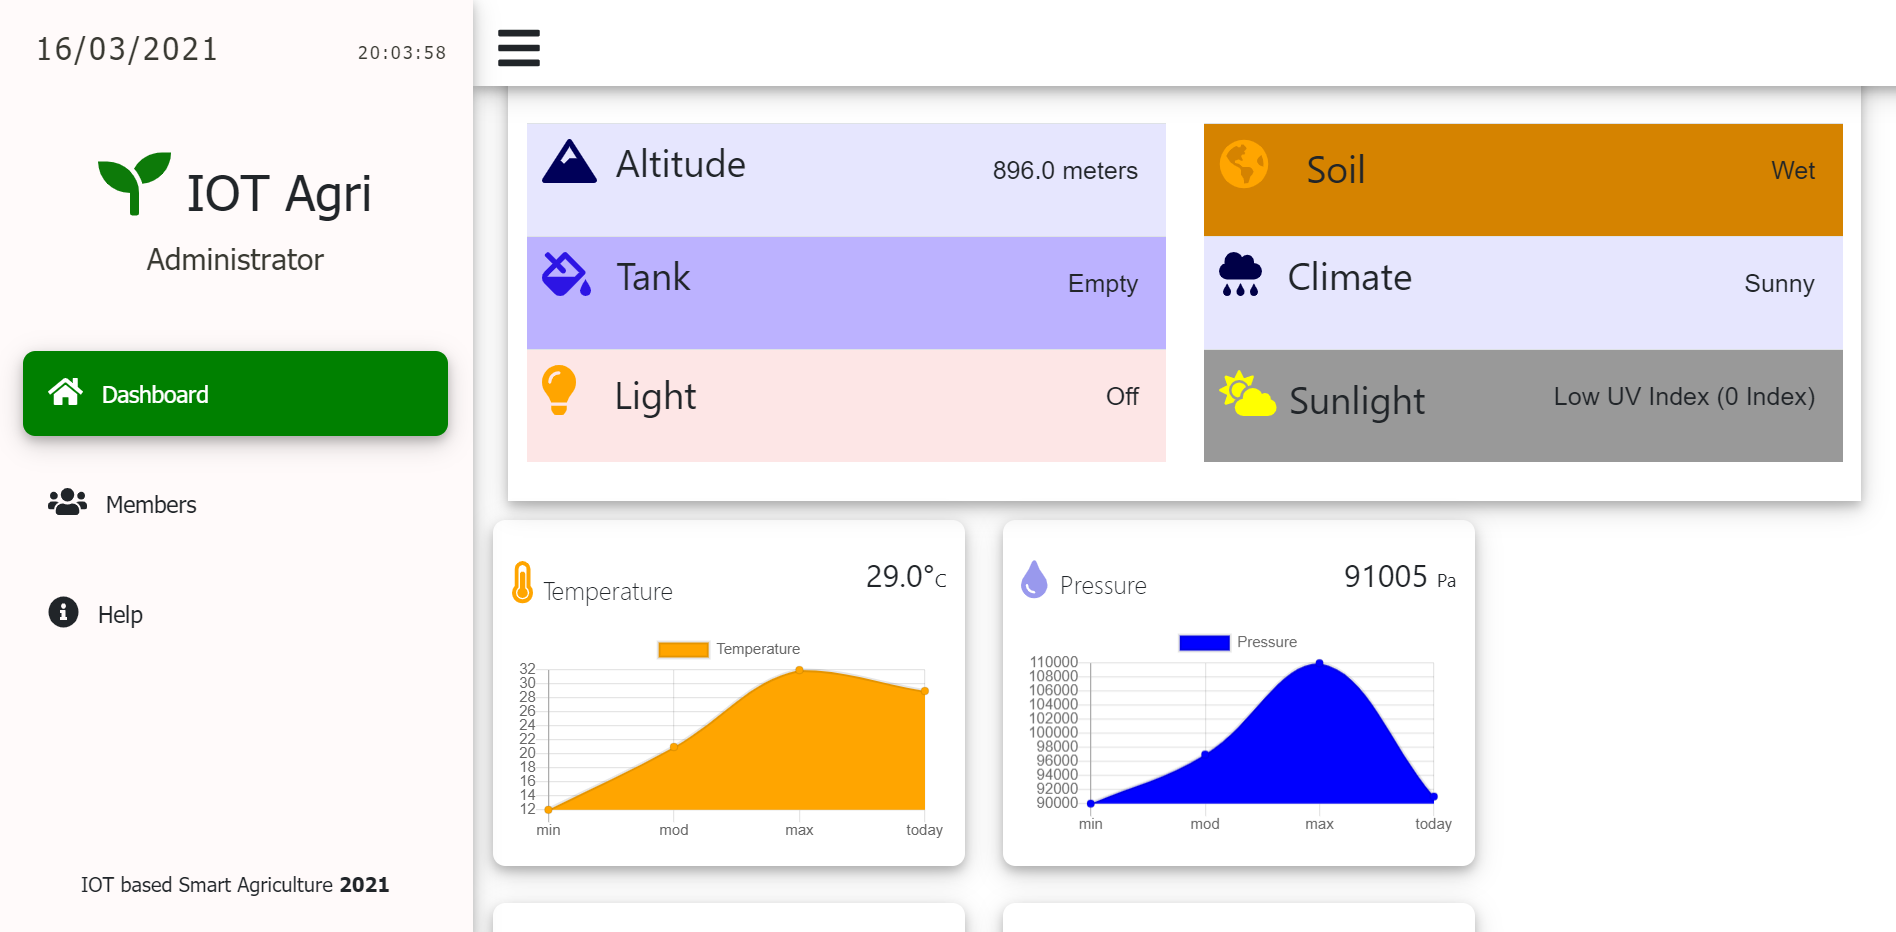 16/03/2021 20:03:58
IOT Agri
Administrator
Dashboard
Members
Help
IOT based Smart Agriculture 2021
Altitude 896.0 meters
Tank Empty
Light Off
Soil Wet
Climate Sunny
Sunlight Low UV Index (0 Index)
Temperature 29.0°C
Temperature
32
30
28
26
24
22
20
18
16
14
12
min mod max today
Pressure 91005 Pa
Pressure
110000
108000
106000
104000
102000
100000
98000
96000
94000
92000
90000
min mod max today